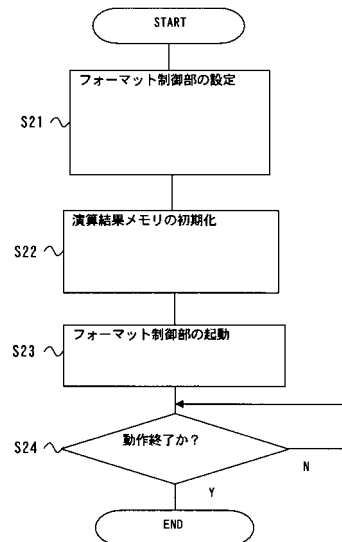 START
フォーマット制御部の設定
S21
演算結果メモリの初期化
S22
フォーマット制御部の起動
S23
動作終了か？
S24
N
Y
END